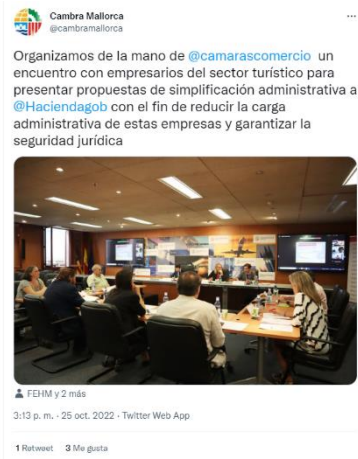 Cambra Mallorca
@cambramallorca
Organizamos de la mano de @camarascomercio un
encuentro con empresarios del sector turístico para
presentar propuestas de simplificación administrativa a
@Haciendagob con el fin de reducir la carga
administrativa de estas empresas y garantizar la
seguridad jurídica
FEHM y 2 más
3:13 p. m. · 25 oct. 2022 · Twitter Web App
1 Retweet 3 Me gusta